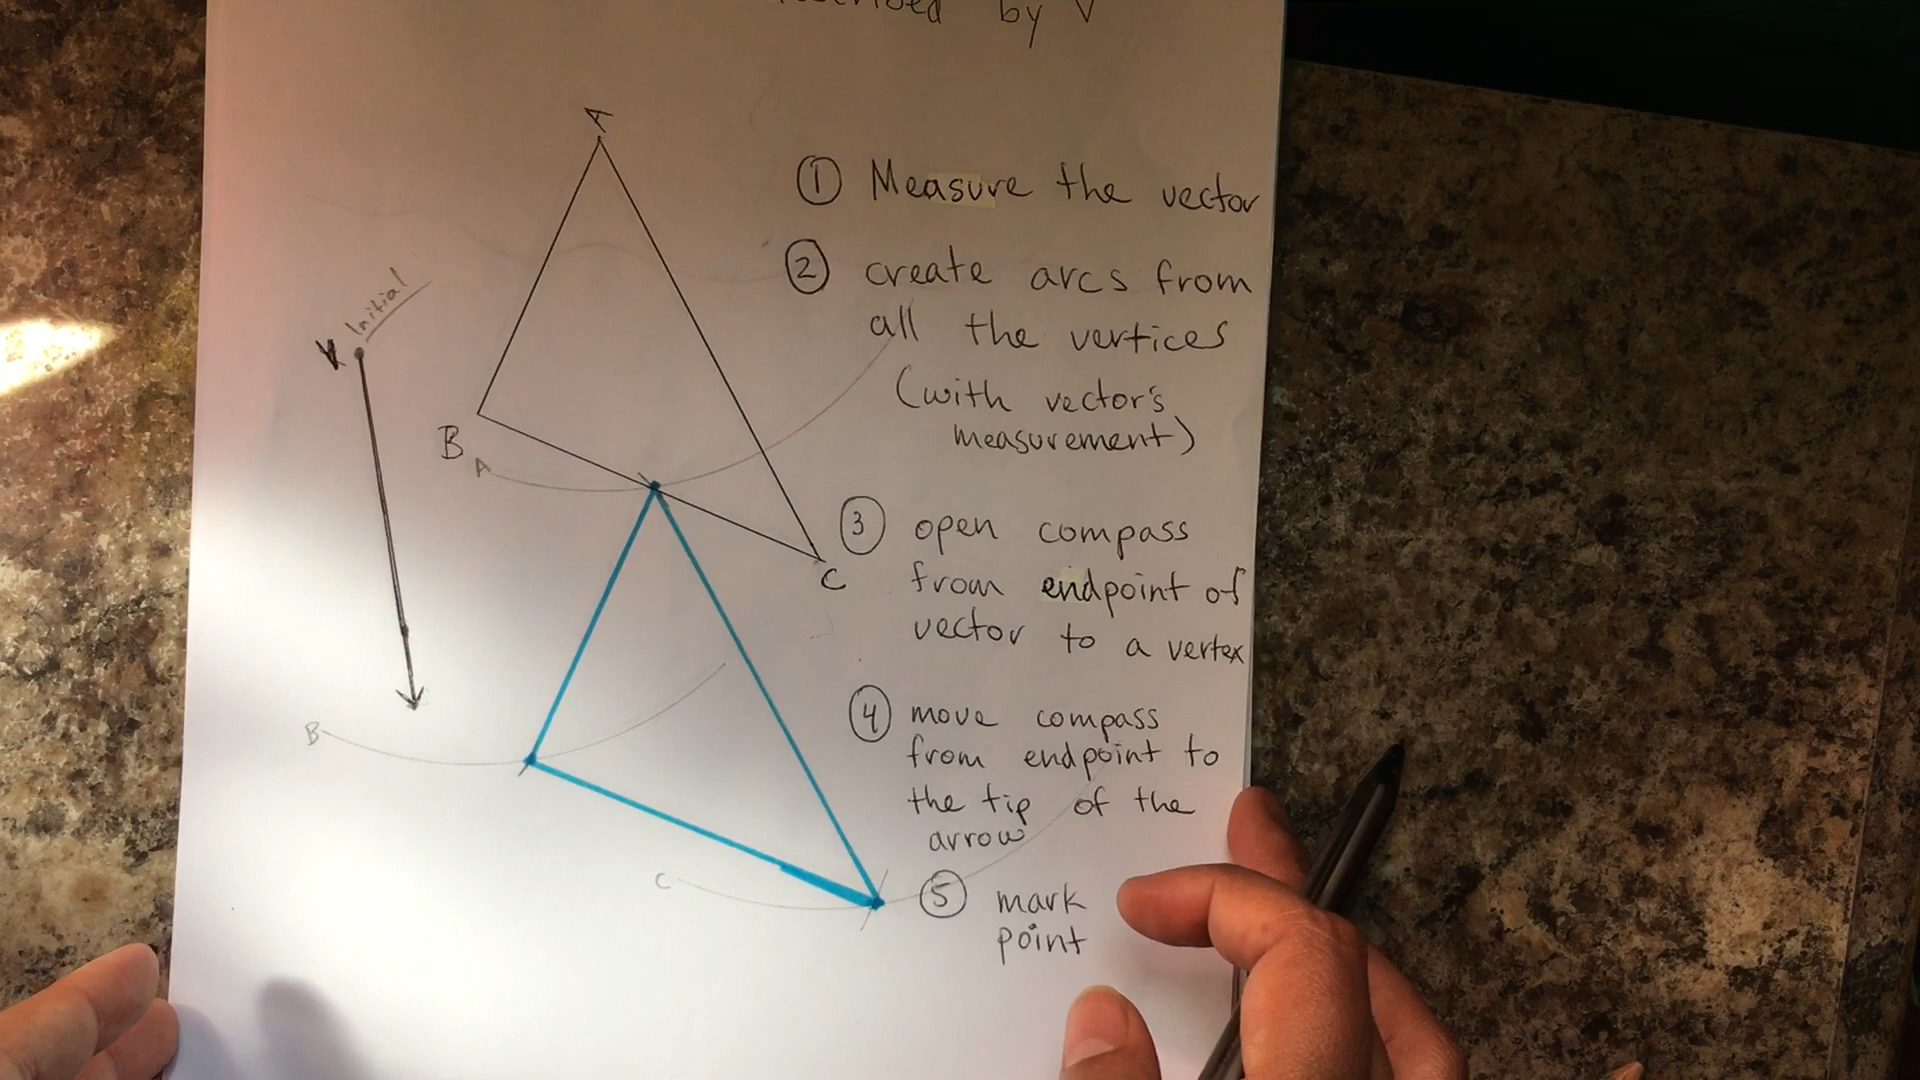 by V
A
① Measure the vector
② create arcs from
all the vertices
(with vector's
measurement)
Initial
V
B
A
C
③ open compass
from endpoint of
vector to a vertex
④ move compass
from endpoint to
the tip of the
arrow
B
C
⑤ mark
point